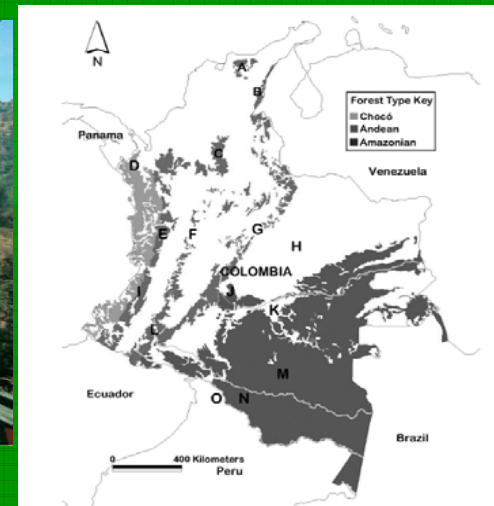 A
N
B
Forest Type Key
Chocó
Andean
Amazonian
Panama
C
D
Venezuela
E
F
G
H
COLOMBIA
I
J
K
L
M
Ecuador
O
N
Brazil
0
400 Kilometers
Peru